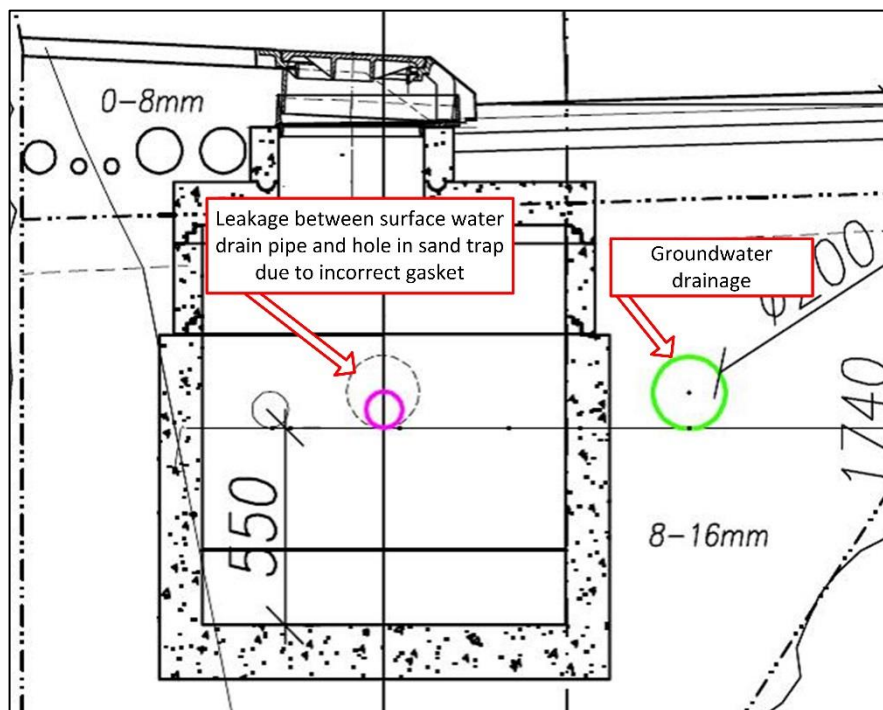 0-8mm
Leakage between surface water
drain pipe and hole in sand trap
due to incorrect gasket
Groundwater
drainage
ø200
550
1740
8-16mm